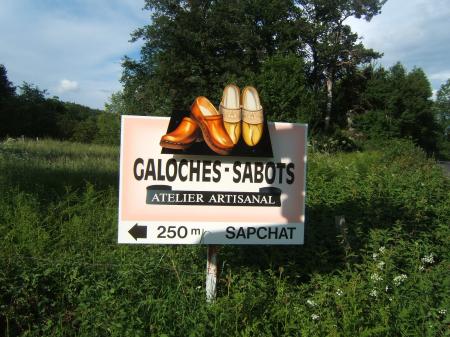 GALOCHES - SABOTS
ATELIER ARTISANAL
250 m SAPCHAT